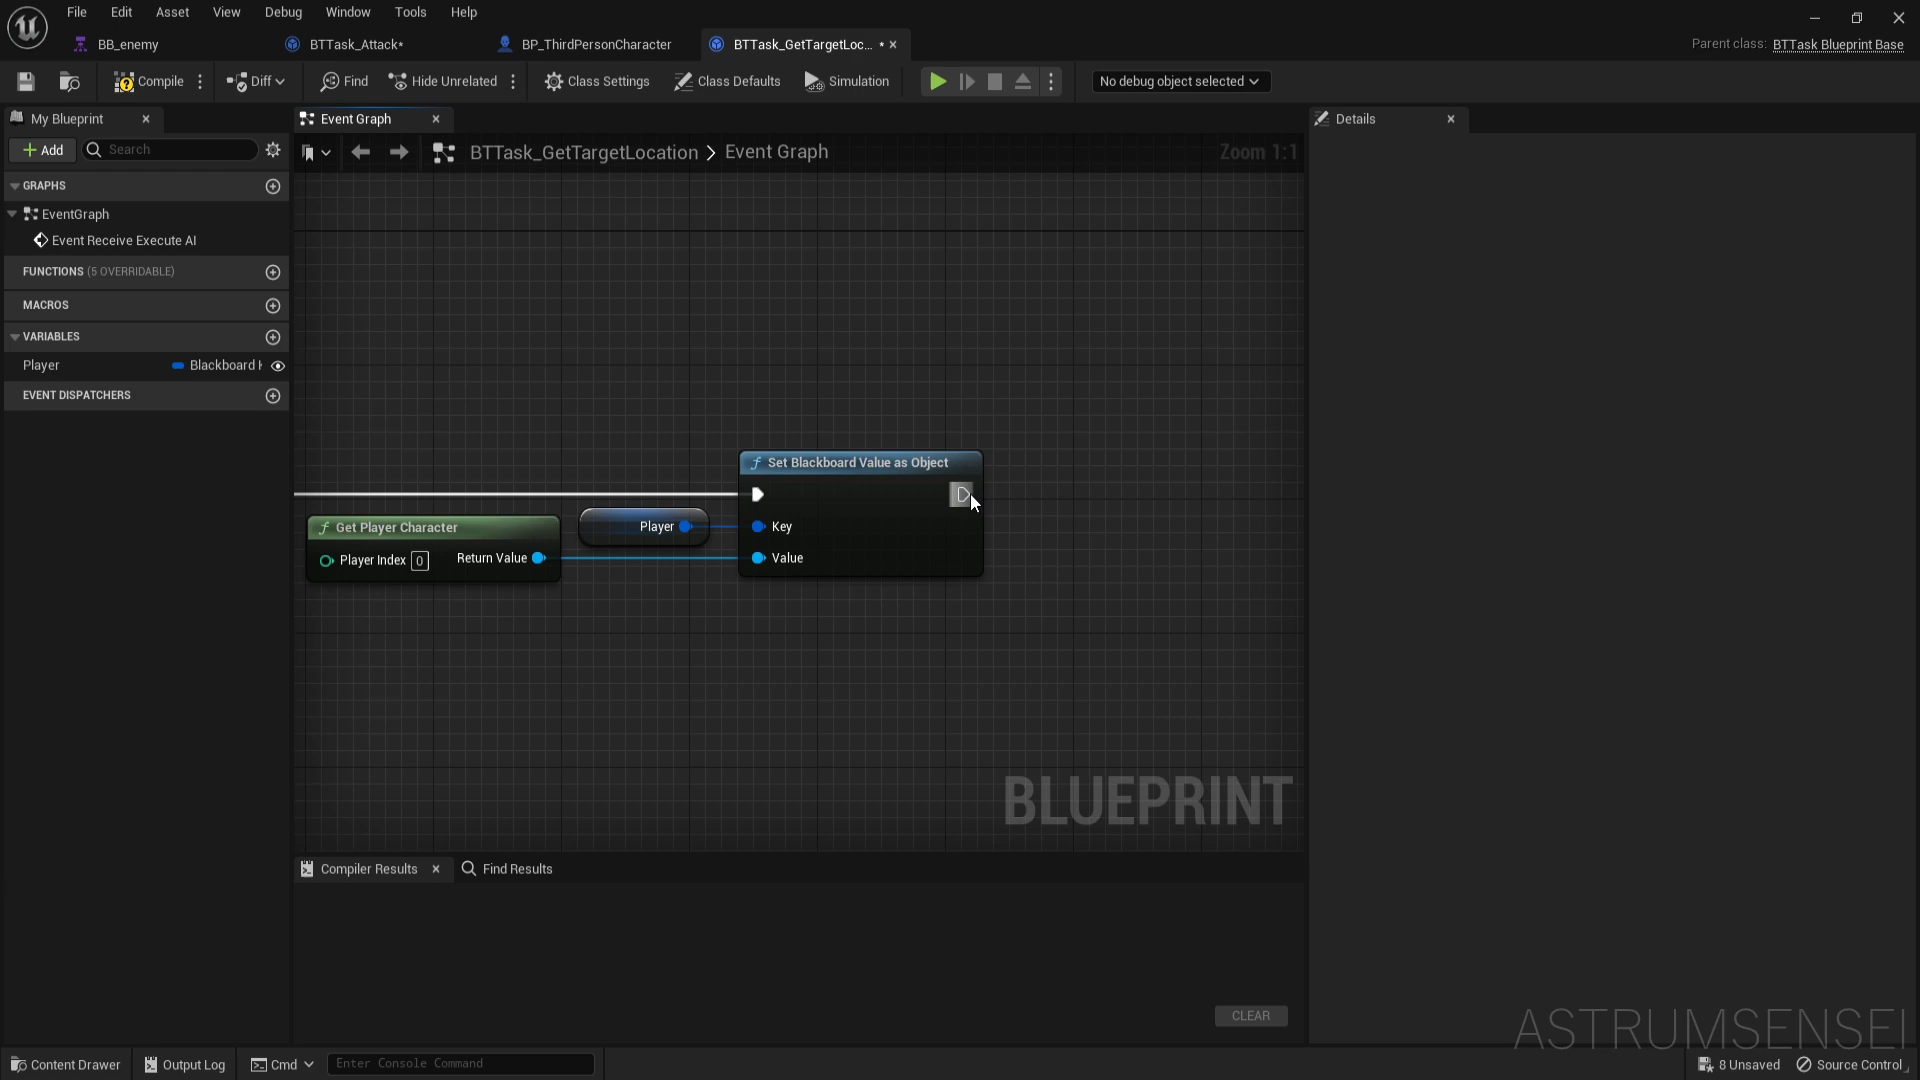 File Edit Asset View Debug Window Tools Help
BB_enemy BTTask_Attack* BP_ThirdPersonCharacter BTTask_GetTargetLoc... * Parent class: BTTask Blueprint Base
Compile Diff Find Hide Unrelated Class Settings Class Defaults Simulation No debug object selected
My Blueprint Event Graph Details
Add Search BTTask_GetTargetLocation > Event Graph Zoom 1:1
GRAPHS
EventGraph
Event Receive Execute AI
FUNCTIONS (5 OVERRIDABLE)
MACROS
VARIABLES
Player Blackboard
EVENT DISPATCHERS
f Set Blackboard Value as Object
f Get Player Character
Player Key
Player Index 0 Return Value Value
BLUEPRINT
Compiler Results Find Results
CLEAR
ASTRUMSENSEI
Content Drawer Output Log Cmd Enter Console Command 8 Unsaved Source Control